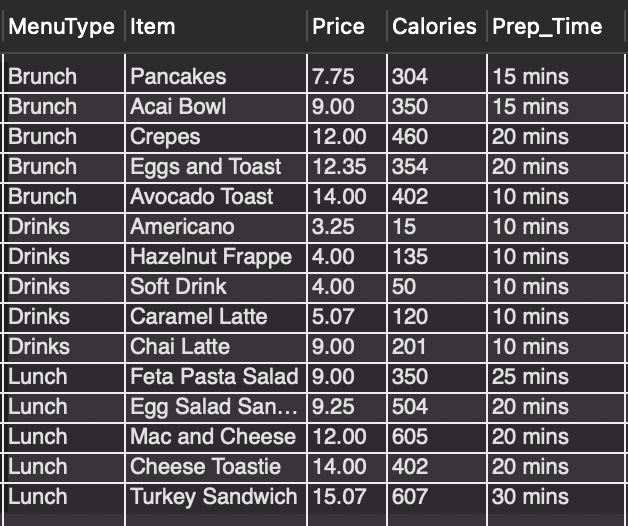 MenuType Item Price Calories Prep_Time
Brunch Pancakes 7.75 304 15 mins
Brunch Acai Bowl 9.00 350 15 mins
Brunch Crepes 12.00 460 20 mins
Brunch Eggs and Toast 12.35 354 20 mins
Brunch Avocado Toast 14.00 402 10 mins
Drinks Americano 3.25 15 10 mins
Drinks Hazelnut Frappe 4.00 135 10 mins
Drinks Soft Drink 4.00 50 10 mins
Drinks Caramel Latte 5.07 120 10 mins
Drinks Chai Latte 9.00 201 10 mins
Lunch Feta Pasta Salad 9.00 350 25 mins
Lunch Egg Salad San... 9.25 504 20 mins
Lunch Mac and Cheese 12.00 605 20 mins
Lunch Cheese Toastie 14.00 402 20 mins
Lunch Turkey Sandwich 15.07 607 30 mins